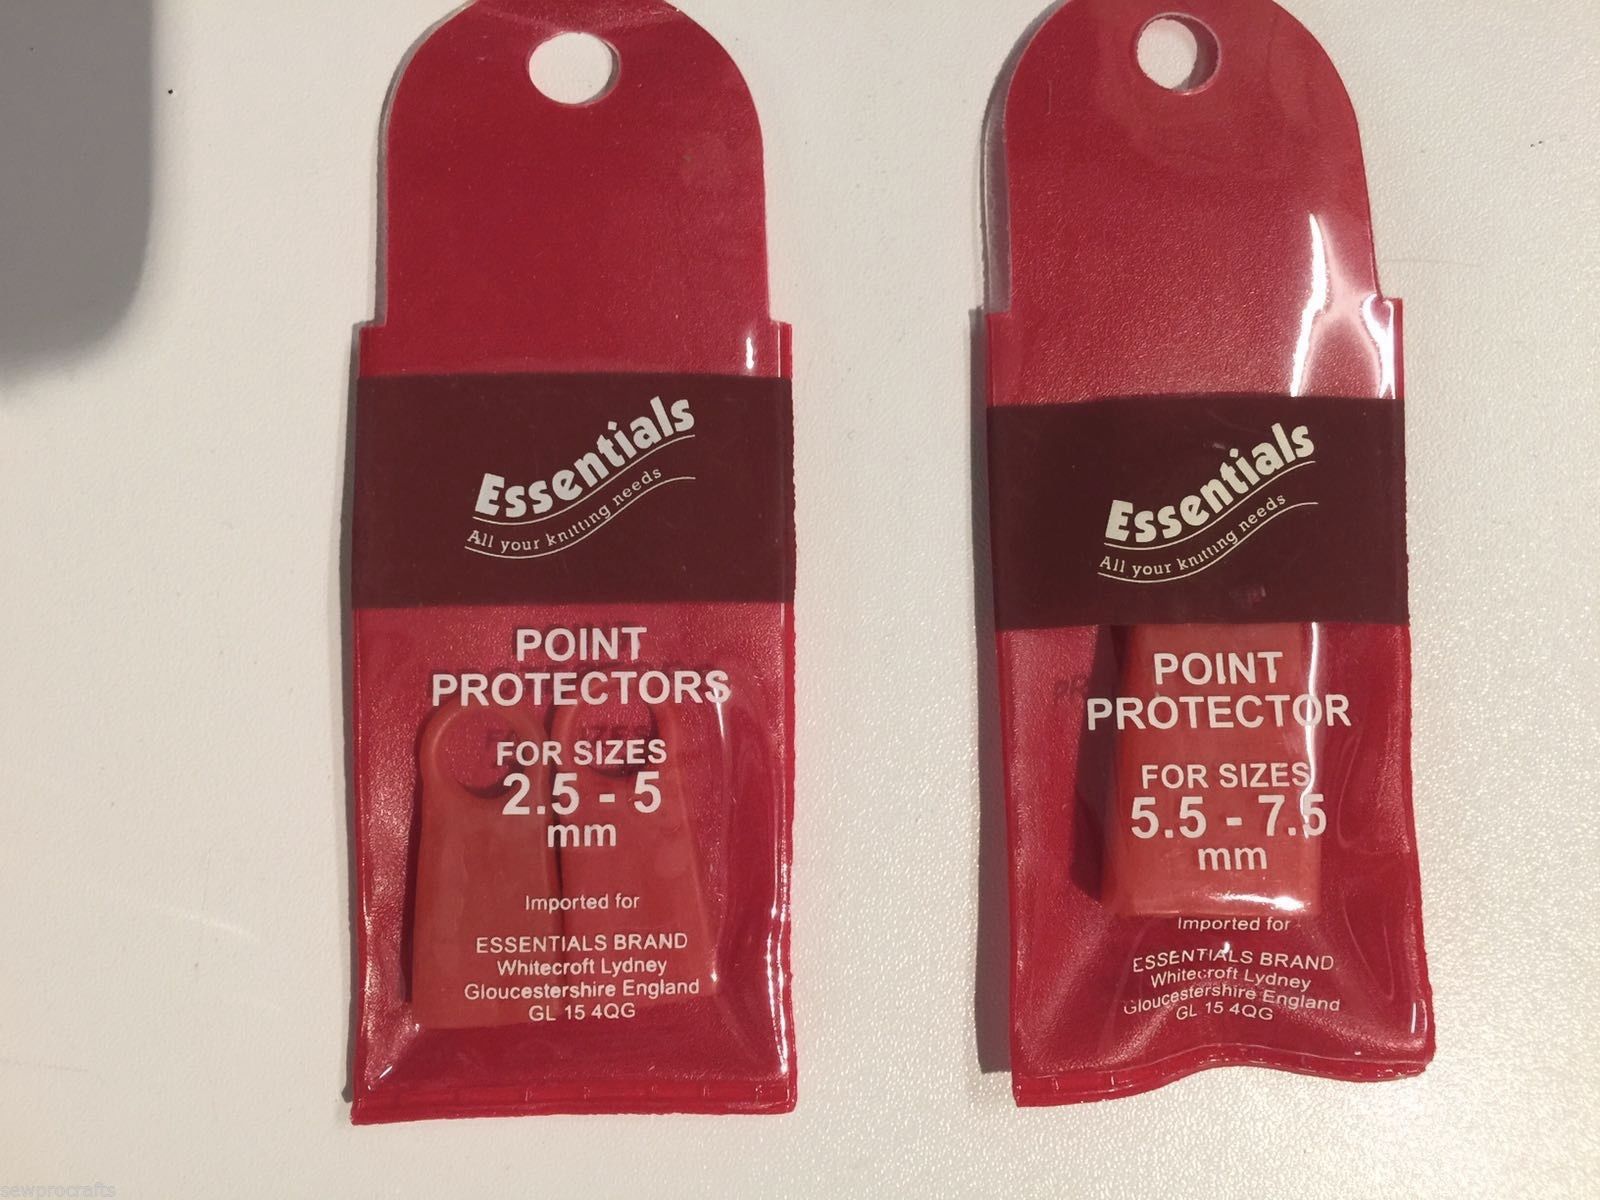 Essentials
All your knitting needs
POINT
PROTECTORS
FOR SIZES
2.5 - 5
mm
Imported for
ESSENTIALS BRAND
Whitecroft Lydney
Gloucestershire England
GL 15 4QG
Essentials
All your knitting needs
POINT
PROTECTOR
FOR SIZES
5.5 - 7.5
mm
Imported for
ESSENTIALS BRAND
Whitecroft Lydney
Gloucestershire England
GL 15 4QG
sewprocrafts